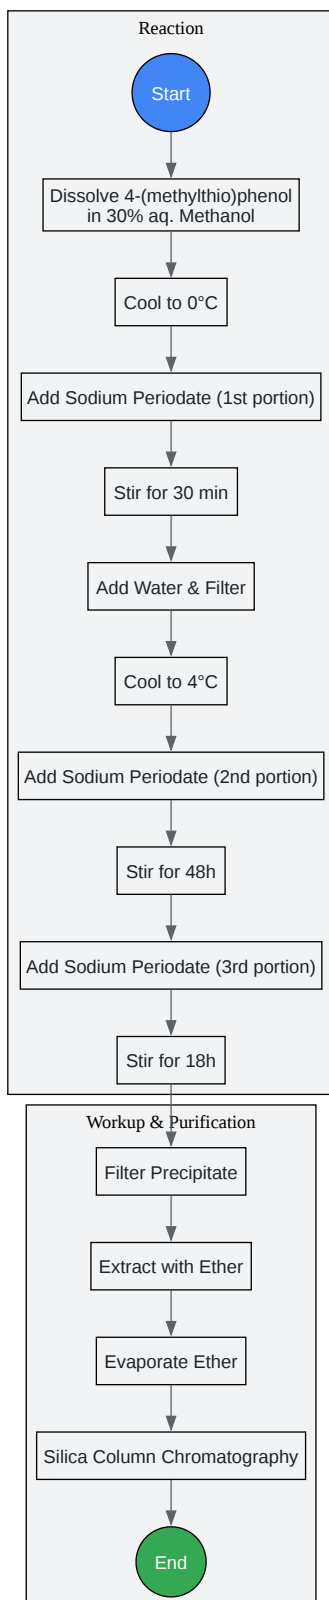 Reaction
Start
Dissolve 4-(methylthio)phenol
in 30% aq. Methanol
Cool to 0°C
Add Sodium Periodate (1st portion)
Stir for 30 min
Add Water & Filter
Cool to 4°C
Add Sodium Periodate (2nd portion)
Stir for 48h
Add Sodium Periodate (3rd portion)
Stir for 18h
Workup & Purification
Filter Precipitate
Extract with Ether
Evaporate Ether
Silica Column Chromatography
End